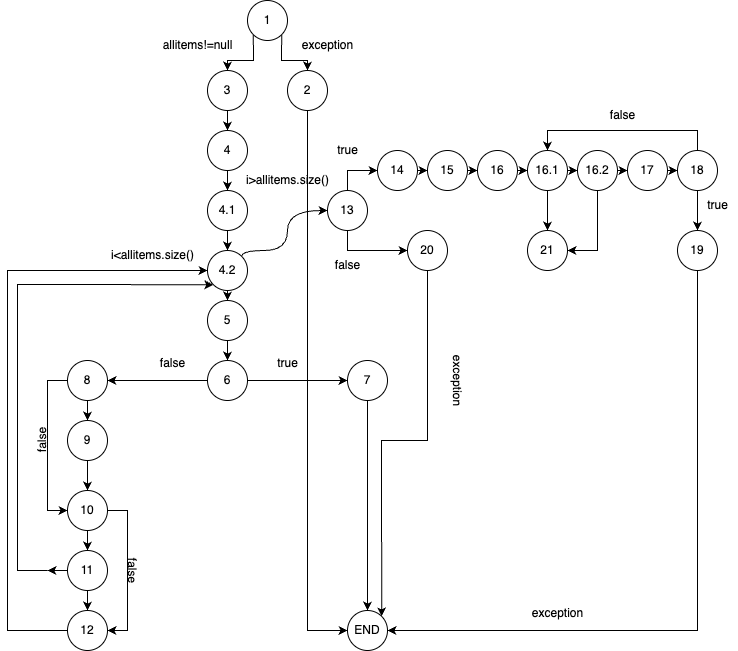 1
allitems!=null
exception
3
2
false
4
true
14
15
16
16.1
16.2
17
18
i>allitems.size()
4.1
13
true
i<allitems.size()
false
20
21
19
4.2
5
false
true
8
6
7
exception
false
9
10
false
11
exception
12
END